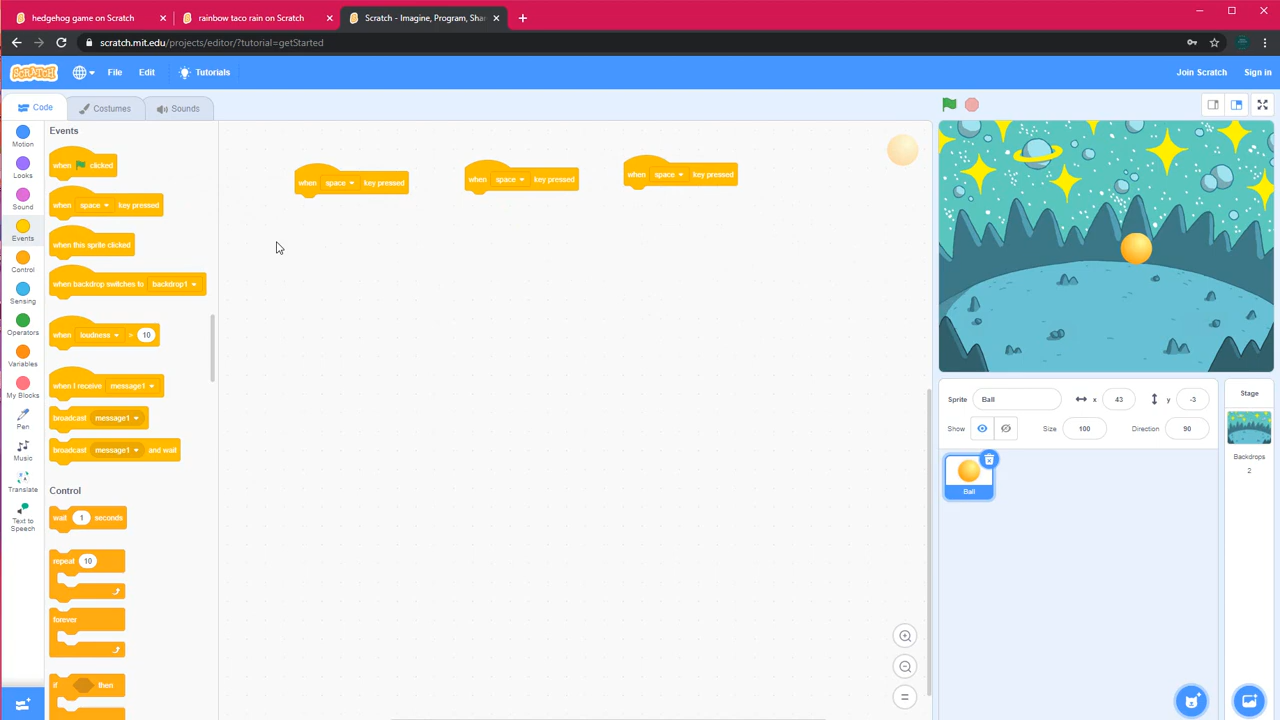 hedgehog game on Scratch
rainbow taco rain on Scratch
Scratch - Imagine, Program, Sha
scratch.mit.edu/projects/editor/?tutorial=getStarted
SCRATCH
File
Edit
Tutorials
Join Scratch
Sign in
Code
Costumes
Sounds
Motion
Looks
Sound
Events
Control
Sensing
Operators
Variables
My Blocks
Pen
Music
Translate
Text to
Speech
Events
when clicked
when space key pressed
when this sprite clicked
when backdrop switches to backdrop1
when loudness > 10
when I receive message1
broadcast message1
broadcast message1 and wait
Control
wait 1 seconds
repeat 10
forever
if then
when space key pressed
when space key pressed
when space key pressed
Sprite Ball x 43 y -3
Show Size 100 Direction 90
Ball
Stage
Backdrops
2